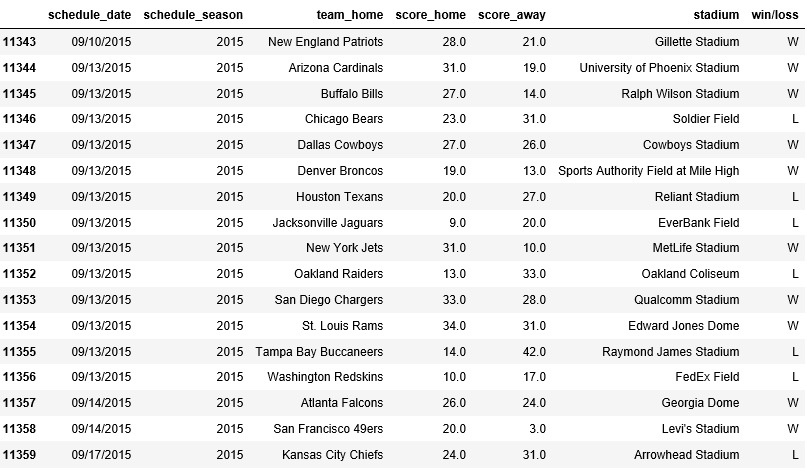 schedule_date schedule_season team_home score_home score_away stadium win/loss
11343 09/10/2015 2015 New England Patriots 28.0 21.0 Gillette Stadium W
11344 09/13/2015 2015 Arizona Cardinals 31.0 19.0 University of Phoenix Stadium W
11345 09/13/2015 2015 Buffalo Bills 27.0 14.0 Ralph Wilson Stadium W
11346 09/13/2015 2015 Chicago Bears 23.0 31.0 Soldier Field L
11347 09/13/2015 2015 Dallas Cowboys 27.0 26.0 Cowboys Stadium W
11348 09/13/2015 2015 Denver Broncos 19.0 13.0 Sports Authority Field at Mile High W
11349 09/13/2015 2015 Houston Texans 20.0 27.0 Reliant Stadium L
11350 09/13/2015 2015 Jacksonville Jaguars 9.0 20.0 EverBank Field L
11351 09/13/2015 2015 New York Jets 31.0 10.0 MetLife Stadium W
11352 09/13/2015 2015 Oakland Raiders 13.0 33.0 Oakland Coliseum L
11353 09/13/2015 2015 San Diego Chargers 33.0 28.0 Qualcomm Stadium W
11354 09/13/2015 2015 St. Louis Rams 34.0 31.0 Edward Jones Dome W
11355 09/13/2015 2015 Tampa Bay Buccaneers 14.0 42.0 Raymond James Stadium L
11356 09/13/2015 2015 Washington Redskins 10.0 17.0 FedEx Field L
11357 09/14/2015 2015 Atlanta Falcons 26.0 24.0 Georgia Dome W
11358 09/14/2015 2015 San Francisco 49ers 20.0 3.0 Levi's Stadium W
11359 09/17/2015 2015 Kansas City Chiefs 24.0 31.0 Arrowhead Stadium L